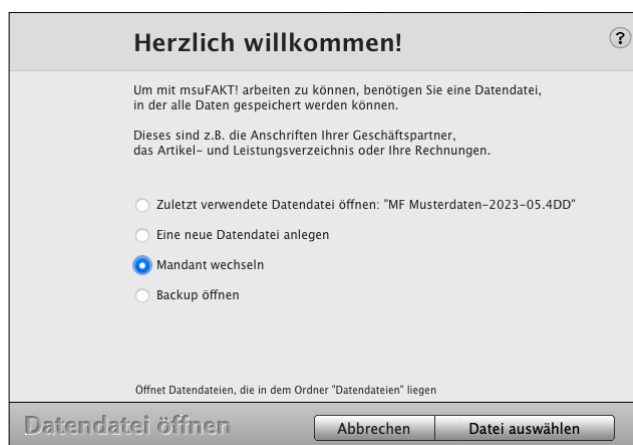 Herzlich willkommen!
?
Um mit msuFAKT! arbeiten zu können, benötigen Sie eine Datendatei,
in der alle Daten gespeichert werden können.
Dieses sind z.B. die Anschriften Ihrer Geschäftspartner,
das Artikel- und Leistungsverzeichnis oder Ihre Rechnungen.
Zuletzt verwendete Datendatei öffnen: "MF Musterdaten-2023-05.4DD"
Eine neue Datendatei anlegen
Mandant wechseln
Backup öffnen
Öffnet Datendateien, die in dem Ordner "Datendateien" liegen
Datendatei öffnen
Abbrechen
Datei auswählen